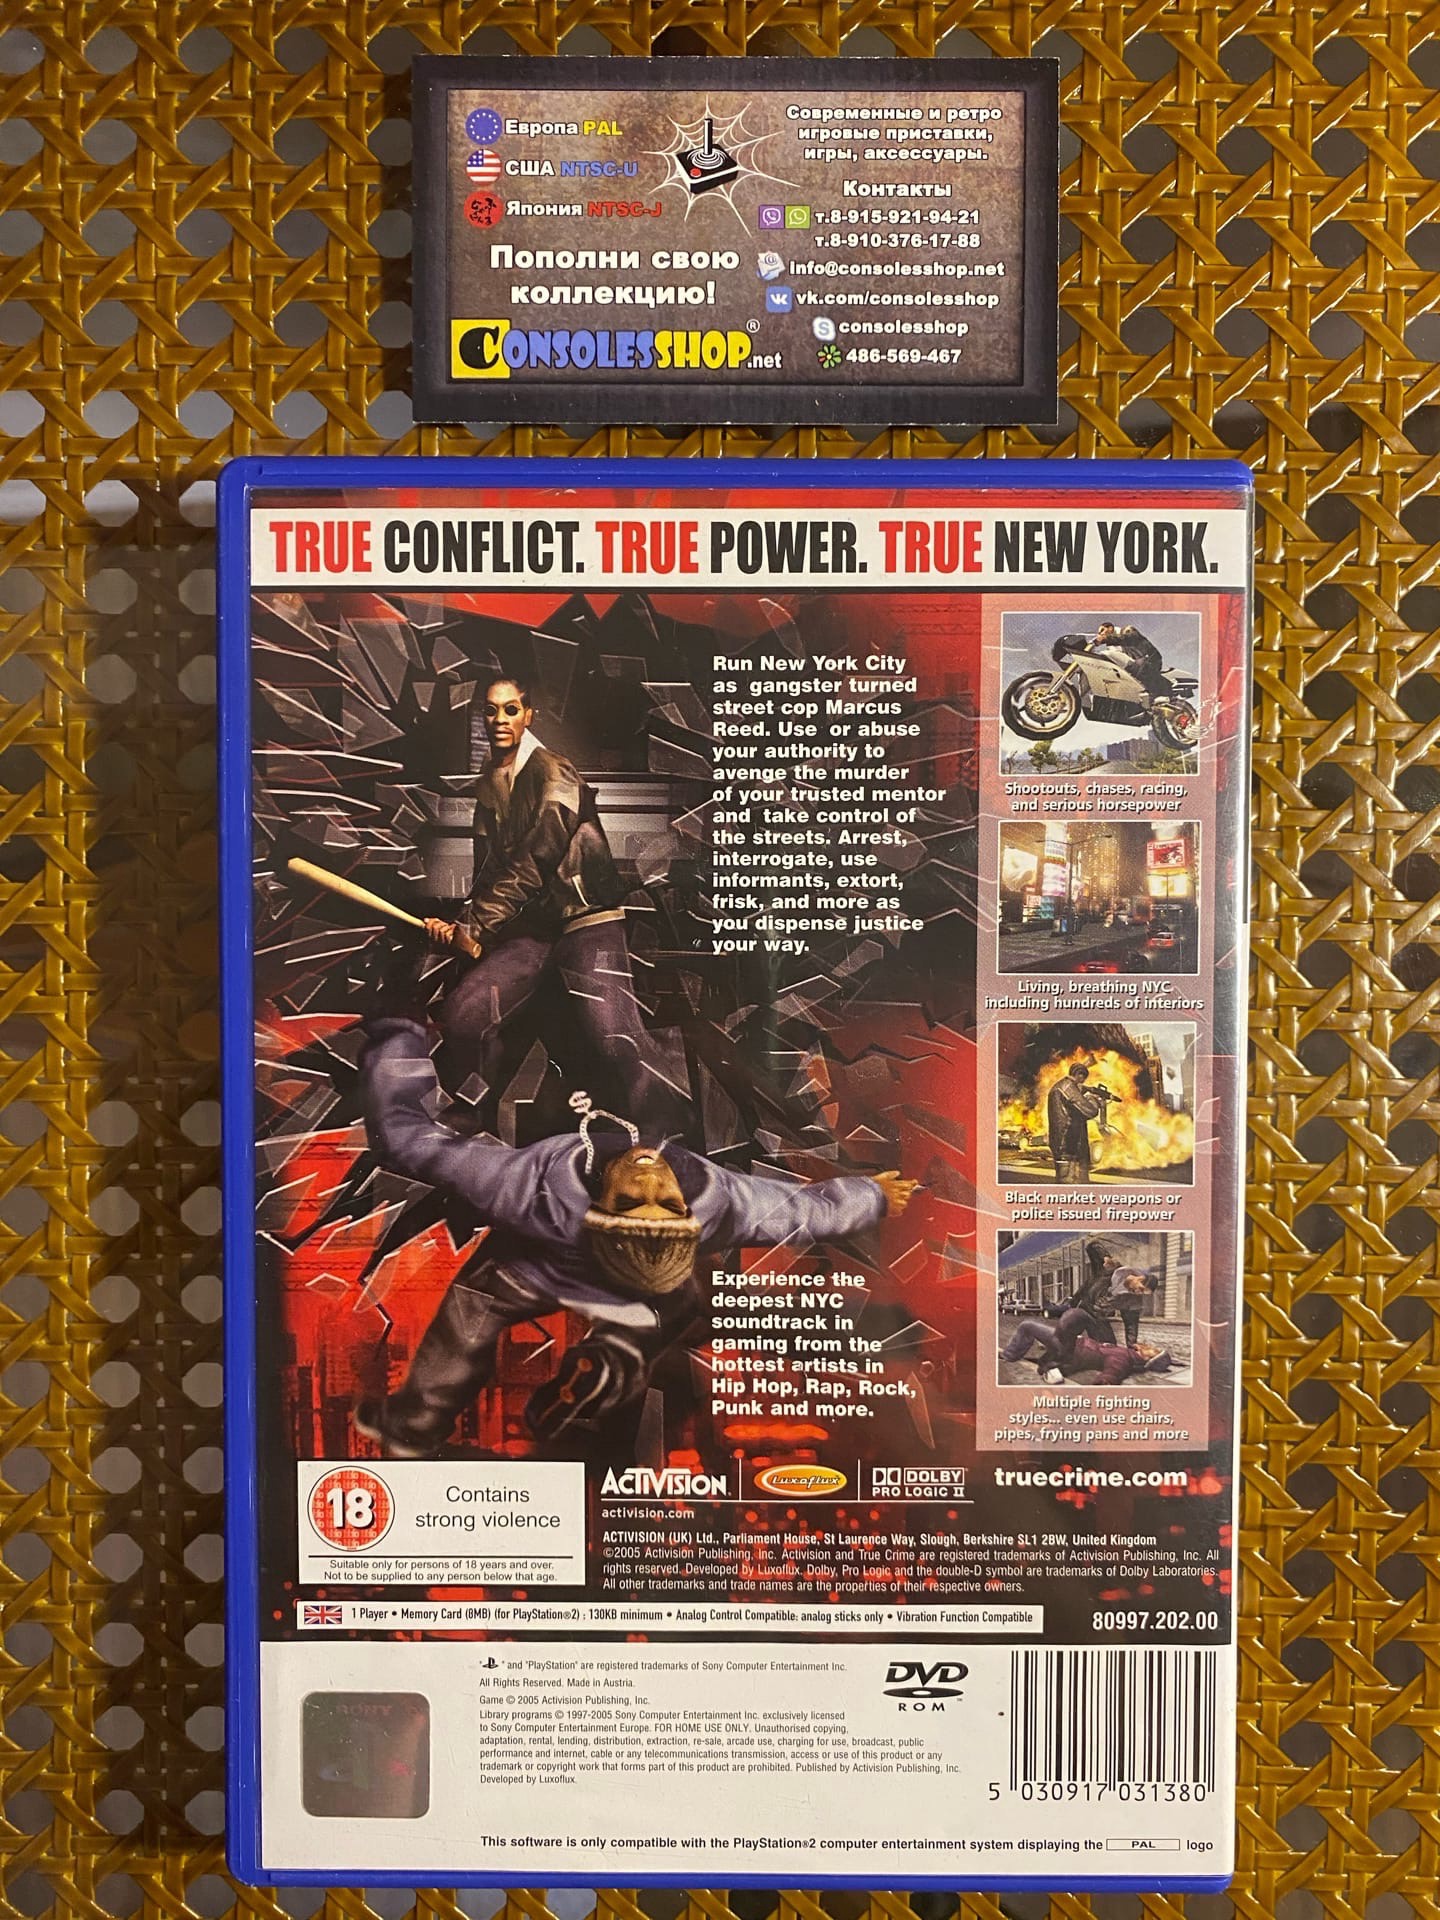 Европа PAL
США NTSC-U
Япония NTSC-J
Пополни свою
коллекцию!
CONSOLESSHOP®.net
Современные и ретро
игровые приставки,
игры, аксессуары.
Контакты
т.8-915-921-94-21
т.8-910-376-17-88
info@consolesshop.net
vk.com/consolesshop
consolesshop
486-569-467
TRUE CONFLICT. TRUE POWER. TRUE NEW YORK.
Run New York City
as gangster turned
street cop Marcus
Reed. Use or abuse
your authority to
avenge the murder
of your trusted mentor
and take control of
the streets. Arrest,
interrogate, use
informants, extort,
frisk, and more as
you dispense justice
your way.
Shootouts, chases, racing,
and serious horsepower
Living, breathing NYC
including hundreds of interiors
Black market weapons or
police issued firepower
Multiple fighting
styles... even use chairs,
pipes, frying pans and more
Experience the
deepest NYC
soundtrack in
gaming from the
hottest artists in
Hip Hop, Rap, Rock,
Punk and more.
18
Contains
strong violence
Suitable only for persons of 18 years and over.
Not to be supplied to any person below that age.
ACTIVISION.
activision.com
Luxoflux
DOLBY
PRO LOGIC II
truecrime.com
ACTIVISION (UK) Ltd., Parliament House, St Laurence Way, Slough, Berkshire SL1 2BW, United Kingdom
©2005 Activision Publishing, Inc. Activision and True Crime are registered trademarks of Activision Publishing, Inc. All
rights reserved. Developed by Luxoflux. Dolby, Pro Logic and the double-D symbol are trademarks of Dolby Laboratories.
All other trademarks and trade names are the properties of their respective owners.
1 Player • Memory Card (8MB) (for PlayStation®2) : 130KB minimum • Analog Control Compatible: analog sticks only • Vibration Function Compatible
80997.202.00
" " and "PlayStation" are registered trademarks of Sony Computer Entertainment Inc.
All Rights Reserved. Made in Austria.
Game © 2005 Activision Publishing, Inc.
Library programs © 1997-2005 Sony Computer Entertainment Inc. exclusively licensed
to Sony Computer Entertainment Europe. FOR HOME USE ONLY. Unauthorised copying,
adaptation, rental, lending, distribution, extraction, re-sale, arcade use, charging for use, broadcast, public
performance and internet, cable or any telecommunications transmission, access or use of this product or any
trademark or copyright work that forms part of this product are prohibited. Published by Activision Publishing, Inc.
Developed by Luxoflux.
DVD
ROM
SONY
5 030917 031380
This software is only compatible with the PlayStation®2 computer entertainment system displaying the PAL logo